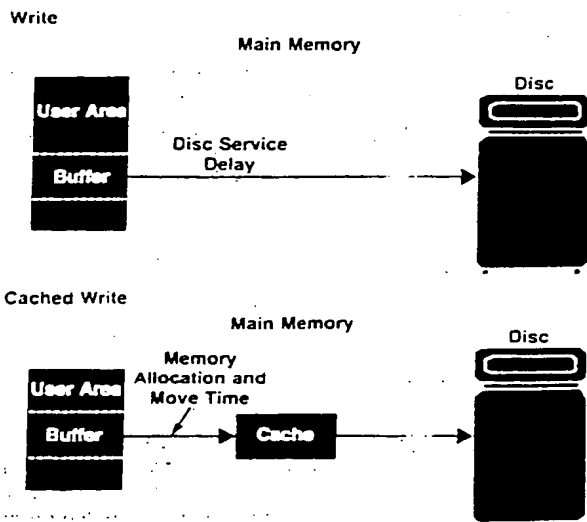 Write
Main Memory
Disc
User Area
Disc Service
Delay
Buffer
Cached Write
Main Memory
Disc
Memory
Allocation and
Move Time
User Area
Buffer
Cache